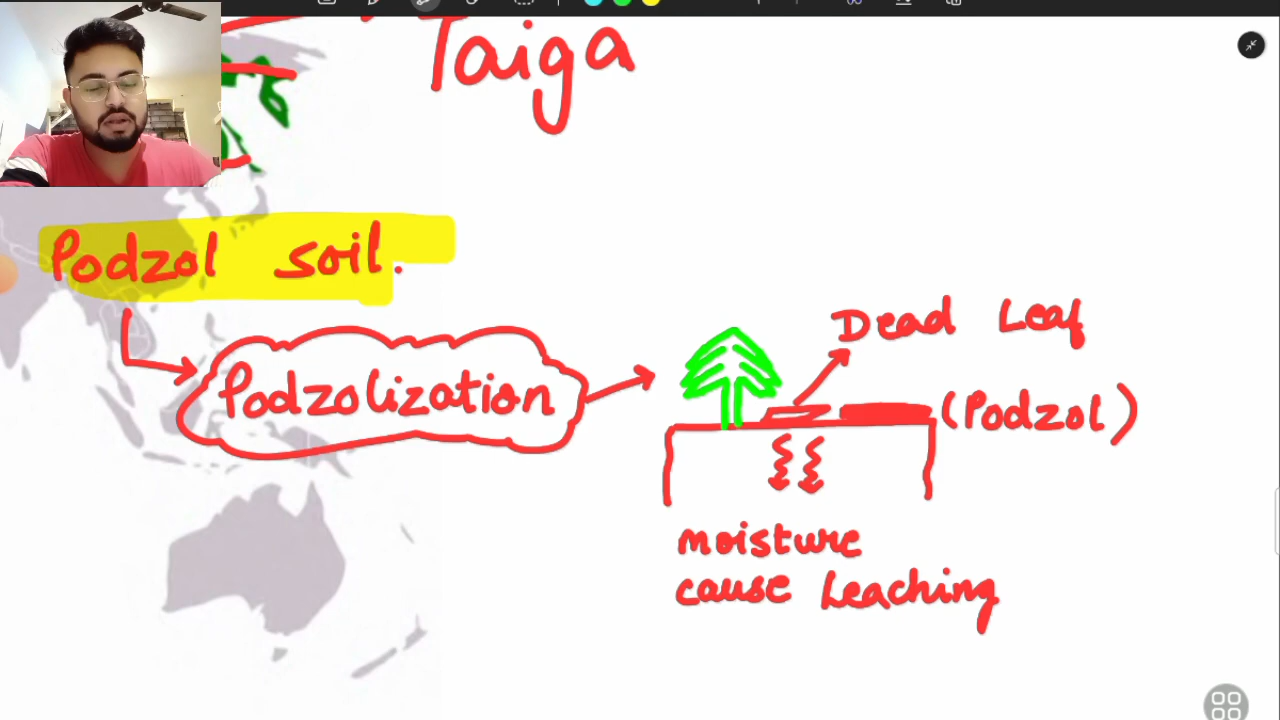 Taiga
Podzol soil.
Dead Leaf
Podzolization
(Podzol)
moisture
cause Leaching